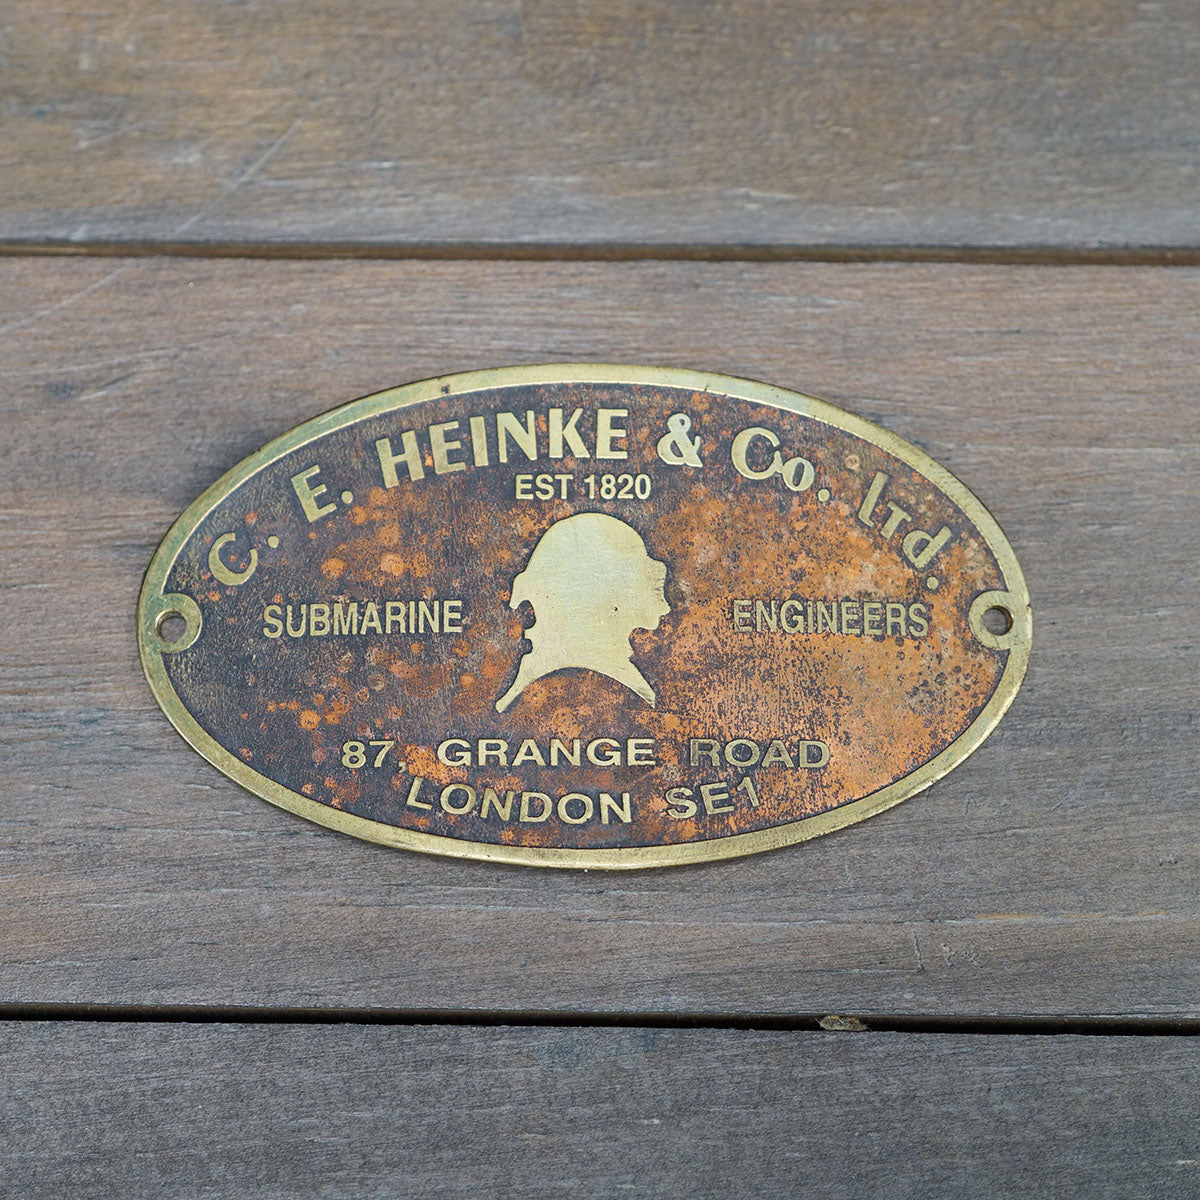 C. E. HEINKE & Co. Ltd.
EST 1820
SUBMARINE ENGINEERS
87, GRANGE ROAD
LONDON SE1